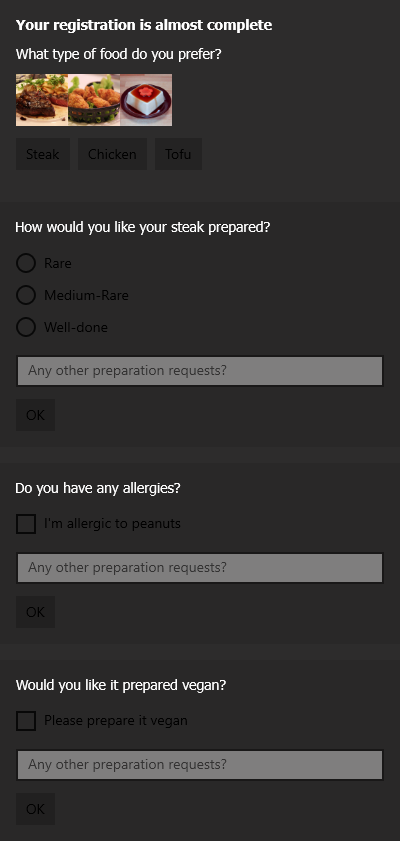 Your registration is almost complete
What type of food do you prefer?
Steak Chicken Tofu
How would you like your steak prepared?
Rare
Medium-Rare
Well-done
Any other preparation requests?
OK
Do you have any allergies?
I'm allergic to peanuts
Any other preparation requests?
OK
Would you like it prepared vegan?
Please prepare it vegan
Any other preparation requests?
OK